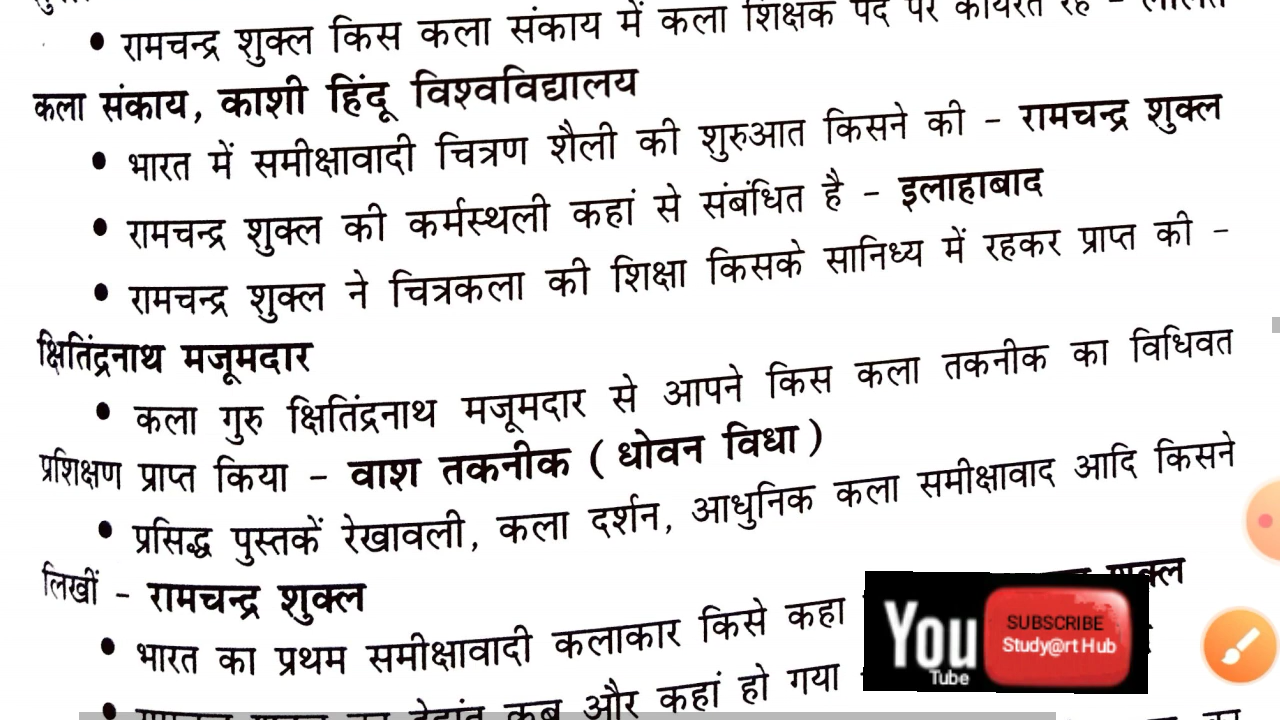 • रामचन्द्र शुक्ल किस कला संकाय में कला शिक्षक पद पर कार्यरत रहे – ललित
कला संकाय, काशी हिंदू विश्वविद्यालय
• भारत में समीक्षावादी चित्रण शैली की शुरुआत किसने की – रामचन्द्र शुक्ल
• रामचन्द्र शुक्ल की कर्मस्थली कहां से संबंधित है – इलाहाबाद
• रामचन्द्र शुक्ल ने चित्रकला की शिक्षा किसके सानिध्य में रहकर प्राप्त की –
क्षितिंद्रनाथ मजूमदार
• कला गुरु क्षितिंद्रनाथ मजूमदार से आपने किस कला तकनीक का विधिवत
प्रशिक्षण प्राप्त किया – वाश तकनीक ( धोवन विधा )
• प्रसिद्ध पुस्तकें रेखावली, कला दर्शन, आधुनिक कला समीक्षावाद आदि किसने
लिखीं – रामचन्द्र शुक्ल
• भारत का प्रथम समीक्षावादी कलाकार किसे कहा शुक्ल
• देहांत कब और कहां हो गया
You
Tube
SUBSCRIBE
Study@rt Hub